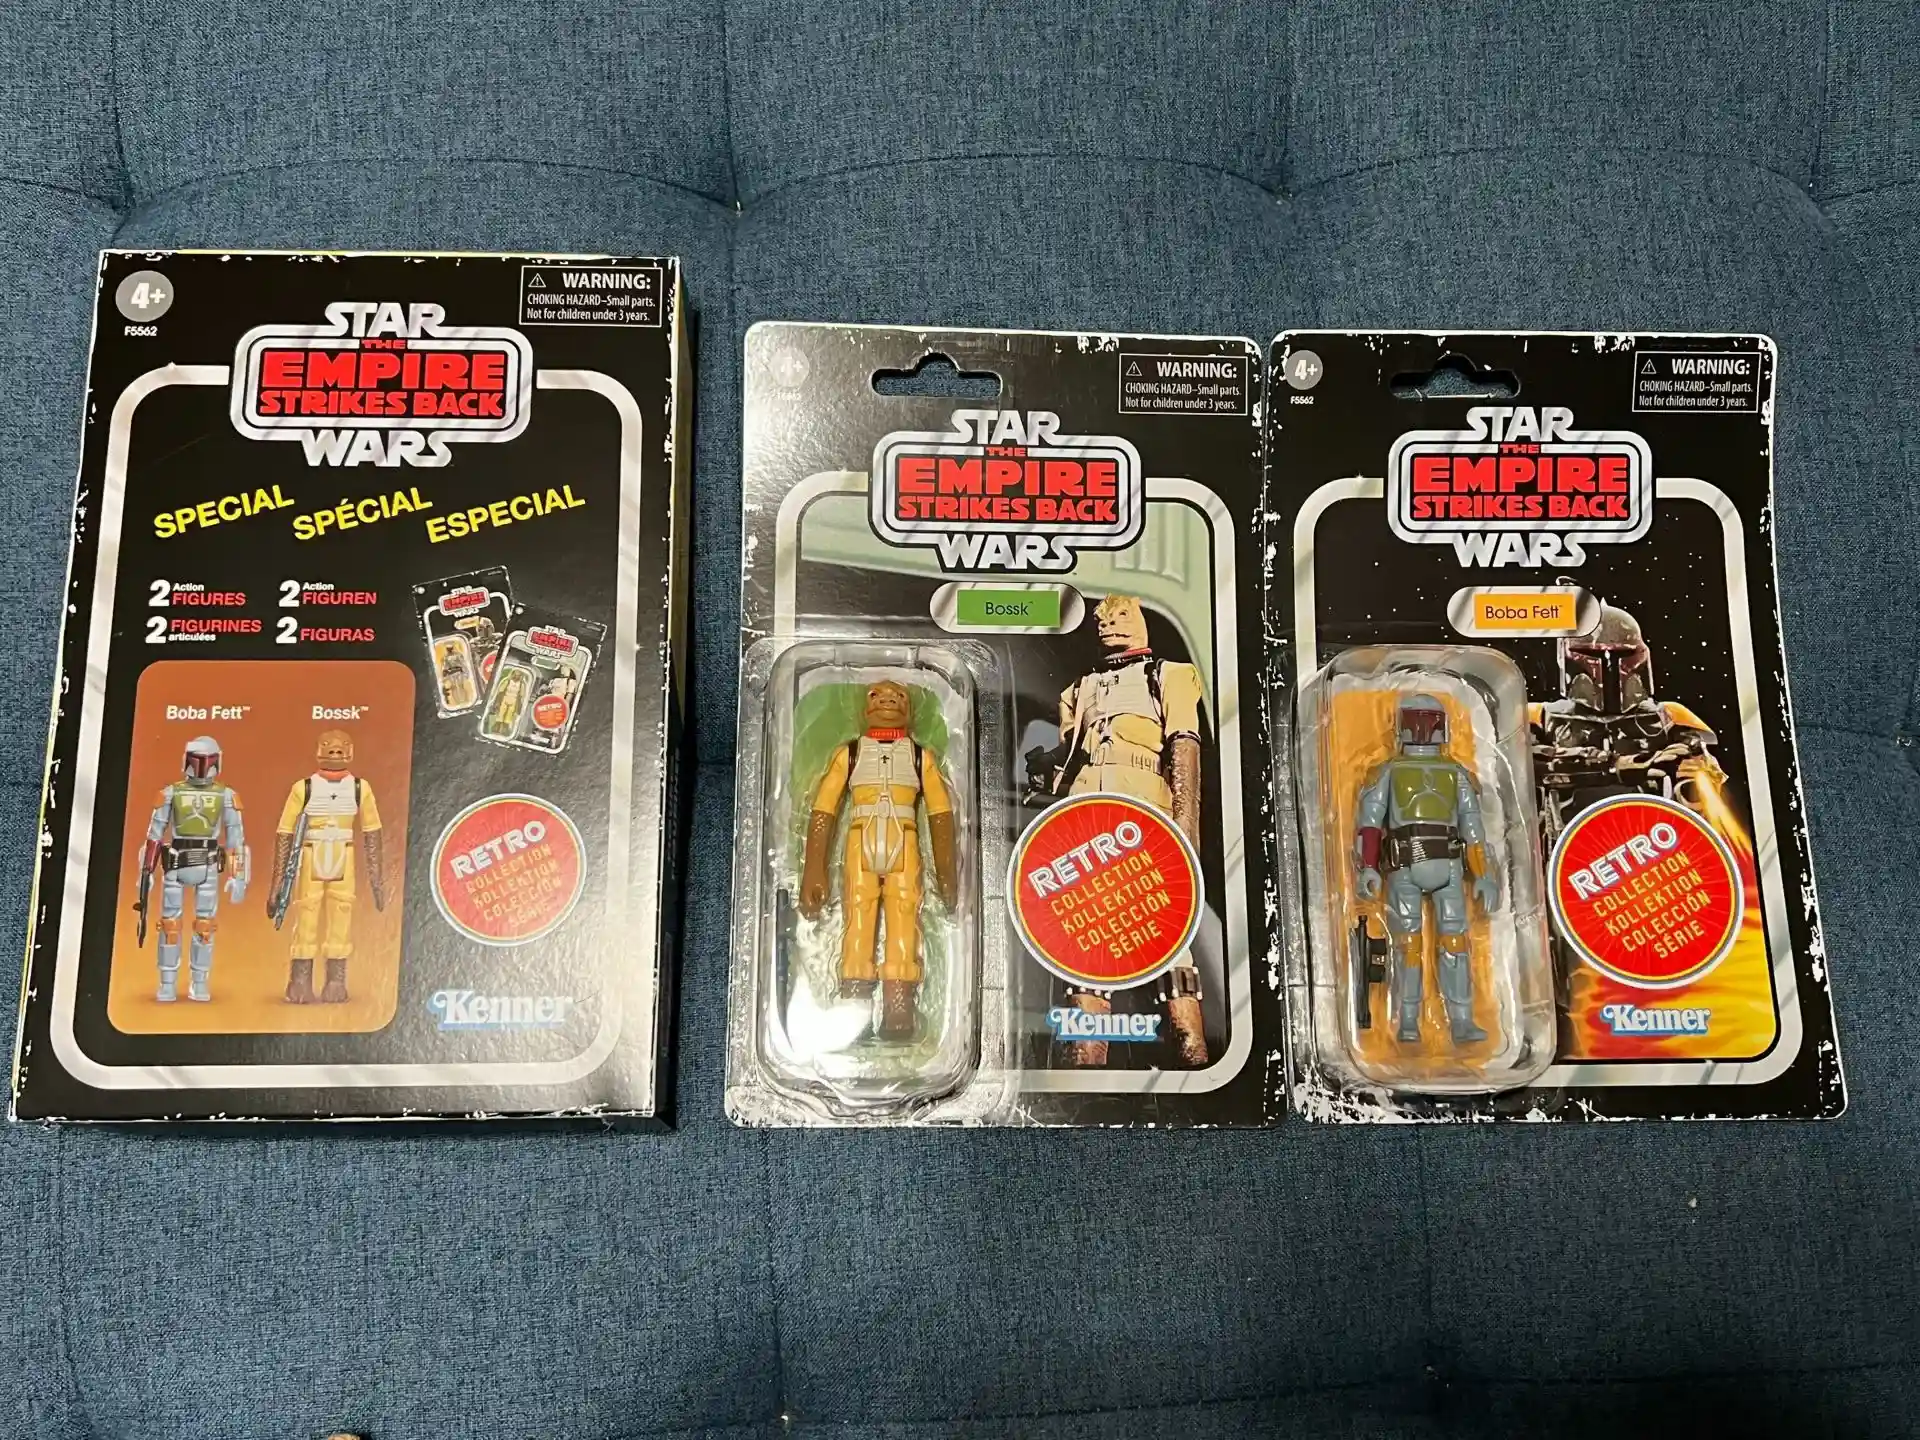 4+
F5562
WARNING:
CHOKING HAZARD–Small parts.
Not for children under 3 years.
STAR
THE
EMPIRE
STRIKES BACK
WARS
SPECIAL
SPÉCIAL
ESPECIAL
2 Action FIGURES
2 Action FIGUREN
2 FIGURINES articulées
2 FIGURAS
Boba Fett™
Bossk™
RETRO
COLLECTION
KOLLEKTION
COLECCIÓN
SÉRIE
Kenner
4+
WARNING:
CHOKING HAZARD–Small parts.
Not for children under 3 years.
STAR
THE
EMPIRE
STRIKES BACK
WARS
Bossk™
RETRO
COLLECTION
KOLLEKTION
COLECCIÓN
SÉRIE
Kenner
4+
F5562
WARNING:
CHOKING HAZARD–Small parts.
Not for children under 3 years.
STAR
THE
EMPIRE
STRIKES BACK
WARS
Boba Fett™
RETRO
COLLECTION
KOLLEKTION
COLECCIÓN
SÉRIE
Kenner